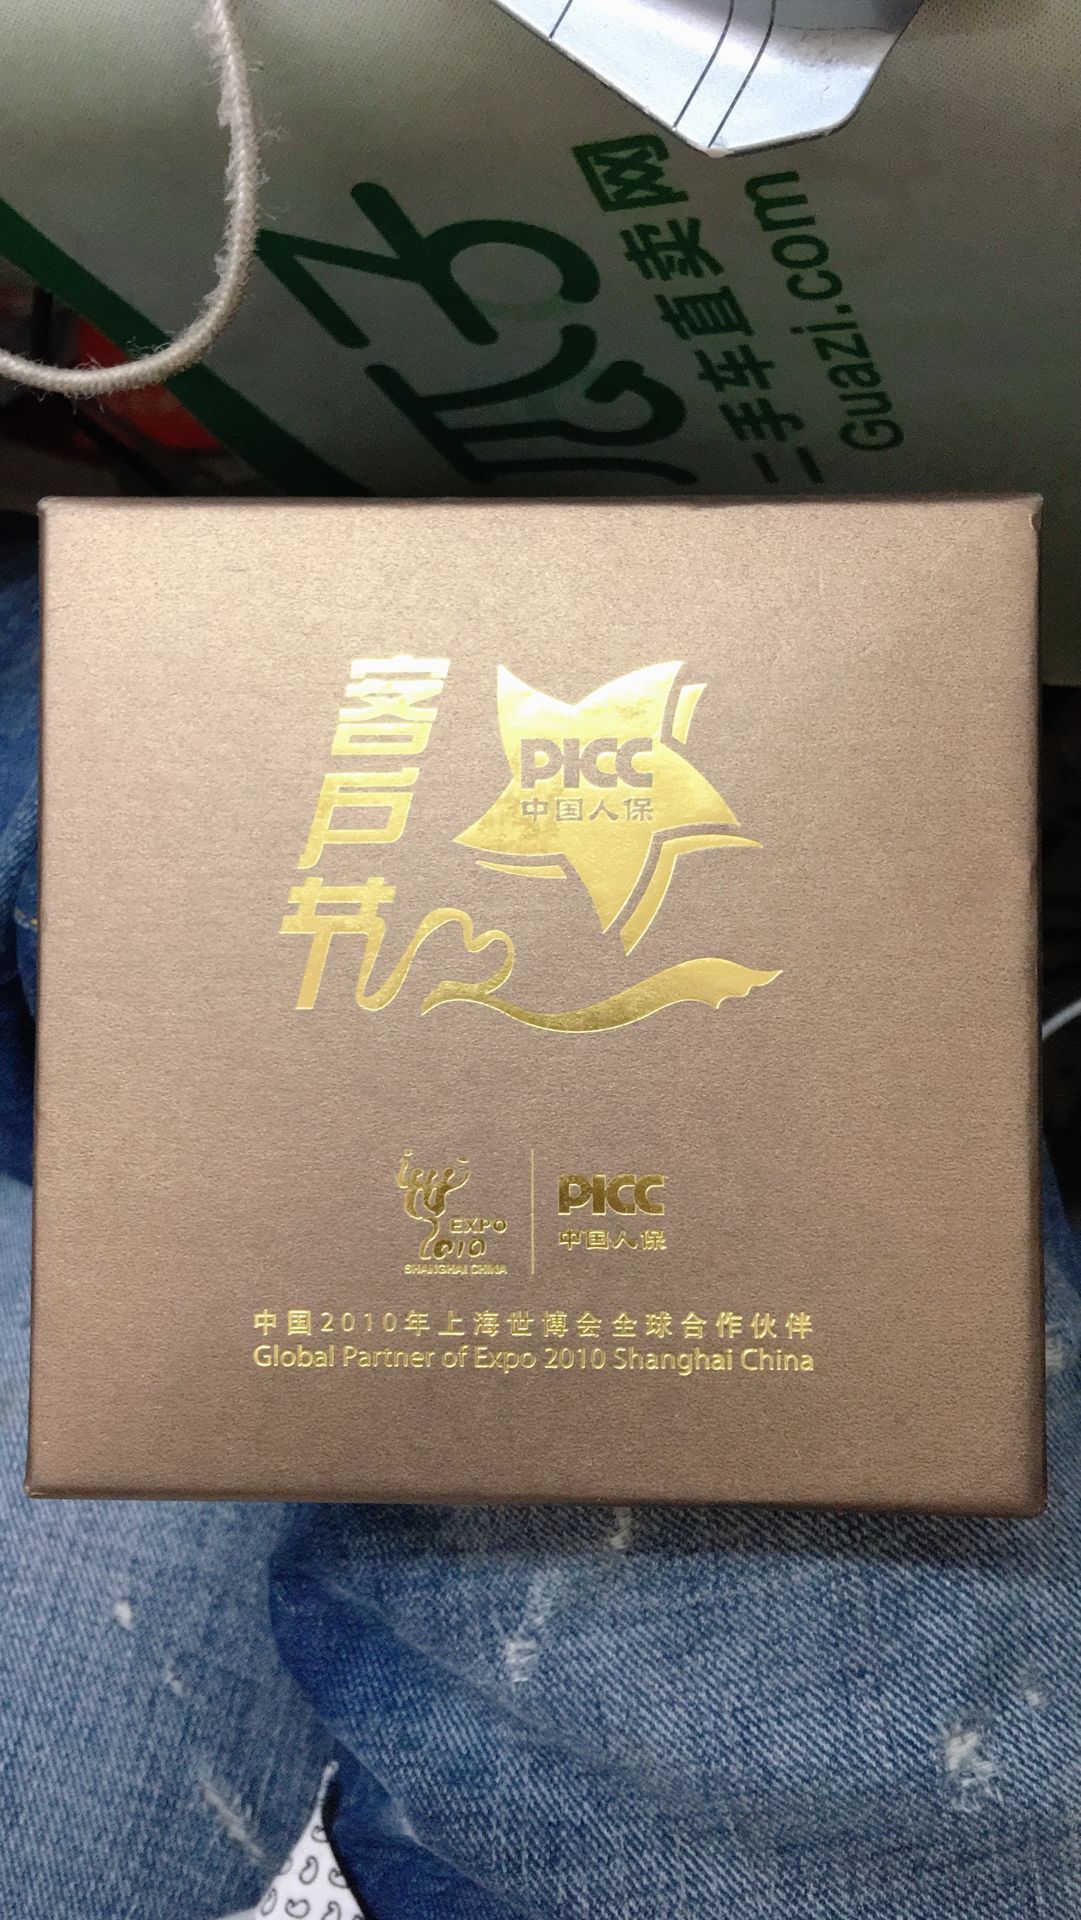 瓜子
二手车直卖网
Guazi.com
客户节
PICC
中国人保
EXPO
2010
SHANGHAI CHINA
PICC
中国人保
中国2010年上海世博会全球合作伙伴
Global Partner of Expo 2010 Shanghai China